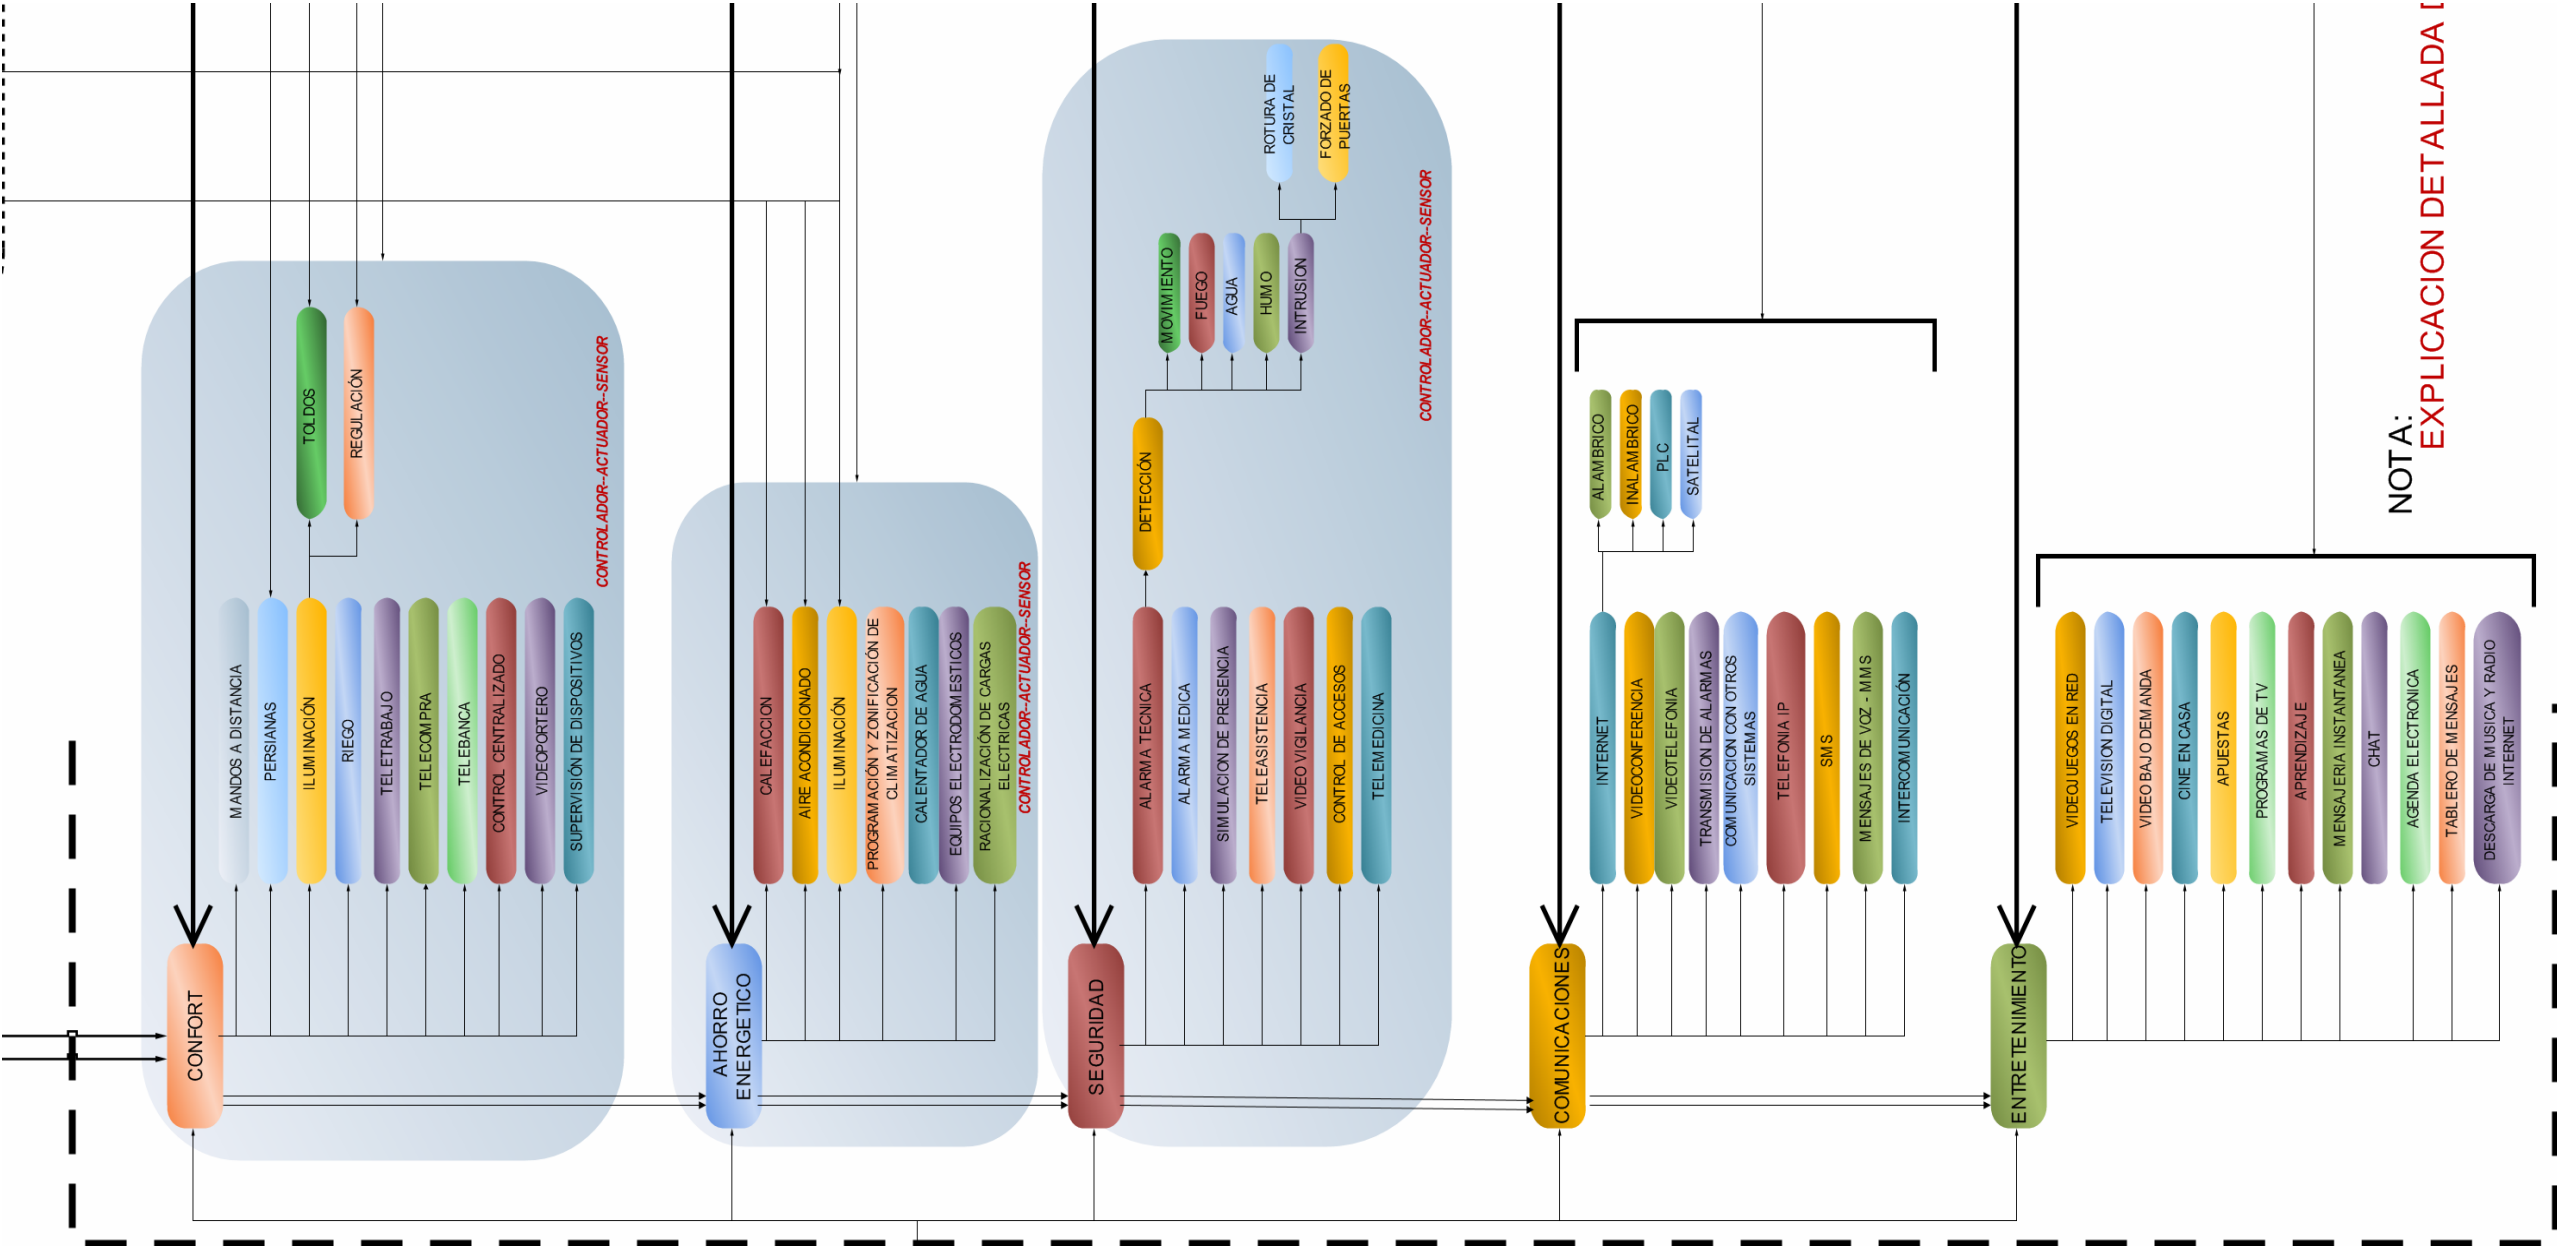 CONFORT
MANDOS A DISTANCIA
PERSIANAS
ILUMINACIÓN
TOLDOS
REGULACIÓN
RIEGO
TELETRABAJO
TELECOMPRA
TELEBANCA
CONTROL CENTRALIZADO
VIDEOPORTERO
SUPERVISIÓN DE DISPOSITIVOS
CONTROLADOR--ACTUADOR--SENSOR
AHORRO
ENERGETICO
CALEFACCION
AIRE ACONDICIONADO
ILUMINACIÓN
PROGRAMACIÓN Y ZONIFICACIÓN DE
CLIMATIZACION
CALENTADOR DE AGUA
EQUIPOS ELECTRODOMESTICOS
RACIONALIZACIÓN DE CARGAS
ELECTRICAS
CONTROLADOR--ACTUADOR--SENSOR
SEGURIDAD
ALARMA TECNICA
DETECCIÓN
MOVIMIENTO
FUEGO
AGUA
HUMO
INTRUSION
ROTURA DE
CRISTAL
FORZADO DE
PUERTAS
ALARMA MEDICA
SIMULACION DE PRESENCIA
TELEASISTENCIA
VIDEO VIGILANCIA
CONTROL DE ACCESOS
TELEMEDICINA
CONTROLADOR--ACTUADOR--SENSOR
COMUNICACIONES
INTERNET
ALAMBRICO
INALAMBRICO
PLC
SATELITAL
VIDEOCONFERENCIA
VIDEOTELEFONIA
TRANSMISION DE ALARMAS
COMUNICACION CON OTROS
SISTEMAS
TELEFONIA IP
SMS
MENSAJES DE VOZ - MMS
INTERCOMUNICACIÓN
ENTRETENIMIENTO
VIDEOJUEGOS EN RED
TELEVISION DIGITAL
VIDEO BAJO DEMANDA
CINE EN CASA
APUESTAS
PROGRAMAS DE TV
APRENDIZAJE
MENSAJERIA INSTANTANEA
CHAT
AGENDA ELECTRONICA
TABLERO DE MENSAJES
DESCARGA DE MUSICA Y RADIO
INTERNET
NOTA:
EXPLICACION DETALLADA